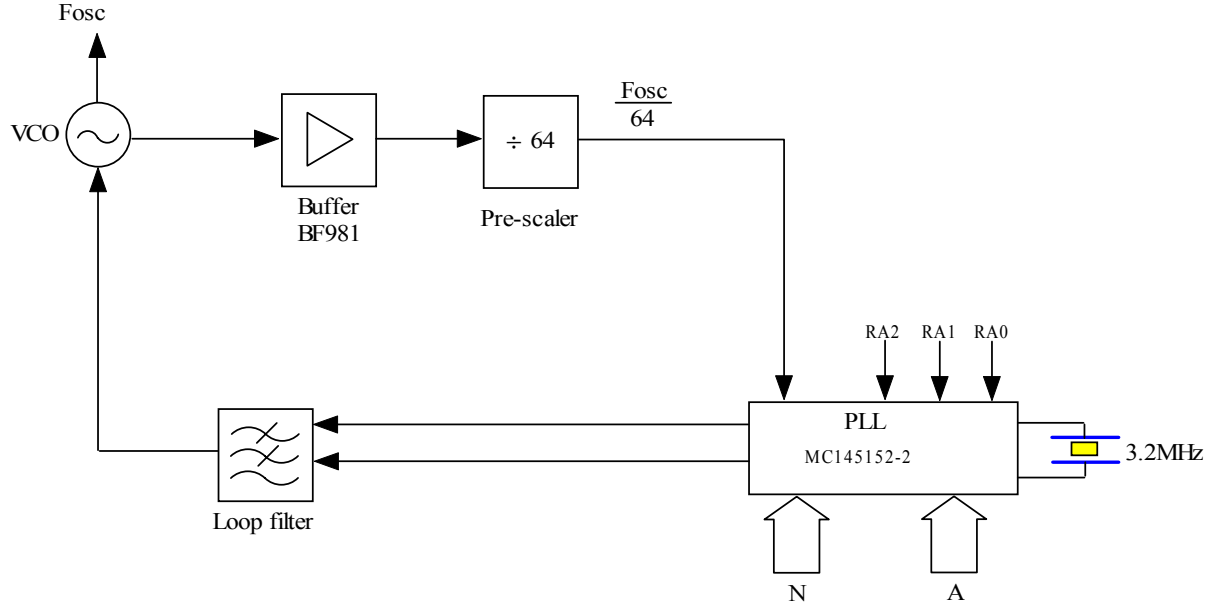 Fosc
VCO
Buffer
BF981
÷ 64
Pre-scaler
Fosc
64
RA2 RA1 RA0
PLL
MC145152-2
3.2MHz
Loop filter
N A